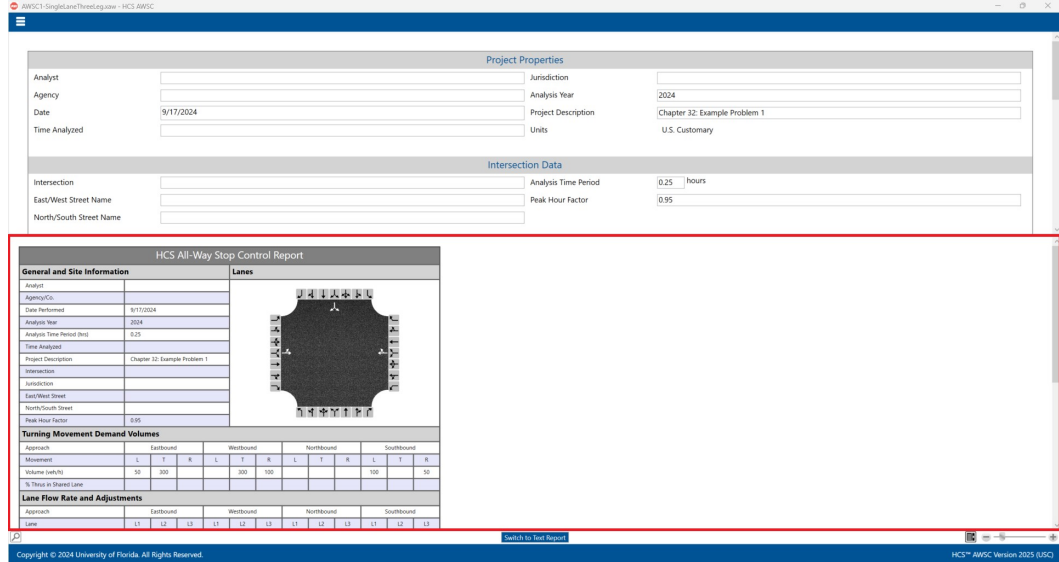 AWSC1-SingleLaneThreeLeg.xaw - HCS AWSC
Project Properties
Analyst Jurisdiction
Agency Analysis Year 2024
Date 9/17/2024 Project Description Chapter 32: Example Problem 1
Time Analyzed Units U.S. Customary
Intersection Data
Intersection Analysis Time Period 0.25 hours
East/West Street Name Peak Hour Factor 0.95
North/South Street Name
HCS All-Way Stop Control Report
General and Site Information Lanes
Analyst
Agency/Co.
Date Performed 9/17/2024
Analysis Year 2024
Analysis Time Period (hrs) 0.25
Time Analyzed
Project Description Chapter 32: Example Problem 1
Intersection
Jurisdiction
East/West Street
North/South Street
Peak Hour Factor 0.95
Turning Movement Demand Volumes
Approach Eastbound Westbound Northbound Southbound
Movement L T R L T R L T R L T R
Volume (veh/h) 50 300 300 100 100 50
% Thrus in Shared Lane
Lane Flow Rate and Adjustments
Approach Eastbound Westbound Northbound Southbound
Lane L1 L2 L3 L1 L2 L3 L1 L2 L3 L1 L2 L3
Switch to Text Report
Copyright © 2024 University of Florida. All Rights Reserved. HCS™ AWSC Version 2025 (USC)